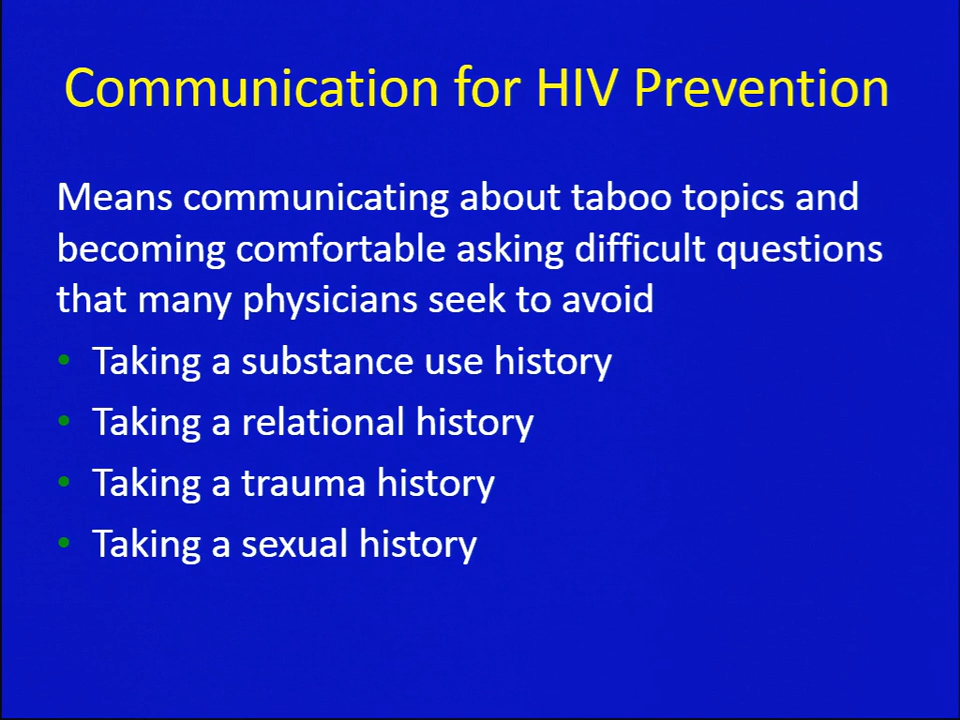 Communication for HIV Prevention
Means communicating about taboo topics and
becoming comfortable asking difficult questions
that many physicians seek to avoid
• Taking a substance use history
• Taking a relational history
• Taking a trauma history
• Taking a sexual history